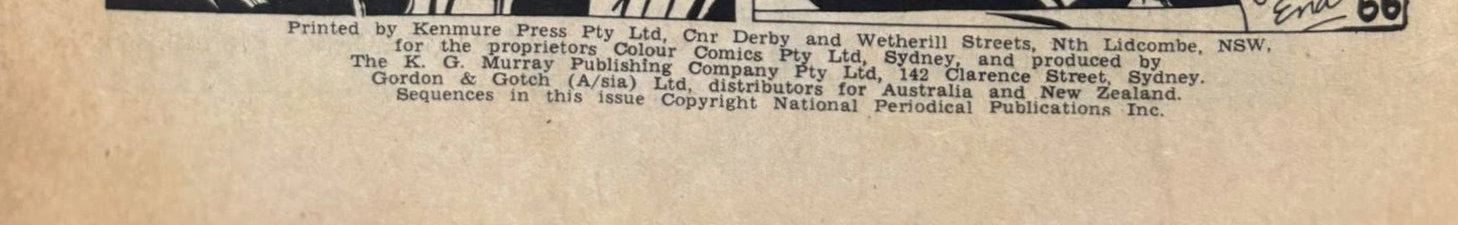 End
66
Printed by Kenmure Press Pty Ltd, Cnr Derby and Wetherill Streets, Nth Lidcombe, NSW,
for the proprietors Colour Comics Pty Ltd, Sydney, and produced by
The K. G. Murray Publishing Company Pty Ltd, 142 Clarence Street, Sydney.
Gordon & Gotch (A/sia) Ltd, distributors for Australia and New Zealand.
Sequences in this issue Copyright National Periodical Publications Inc.